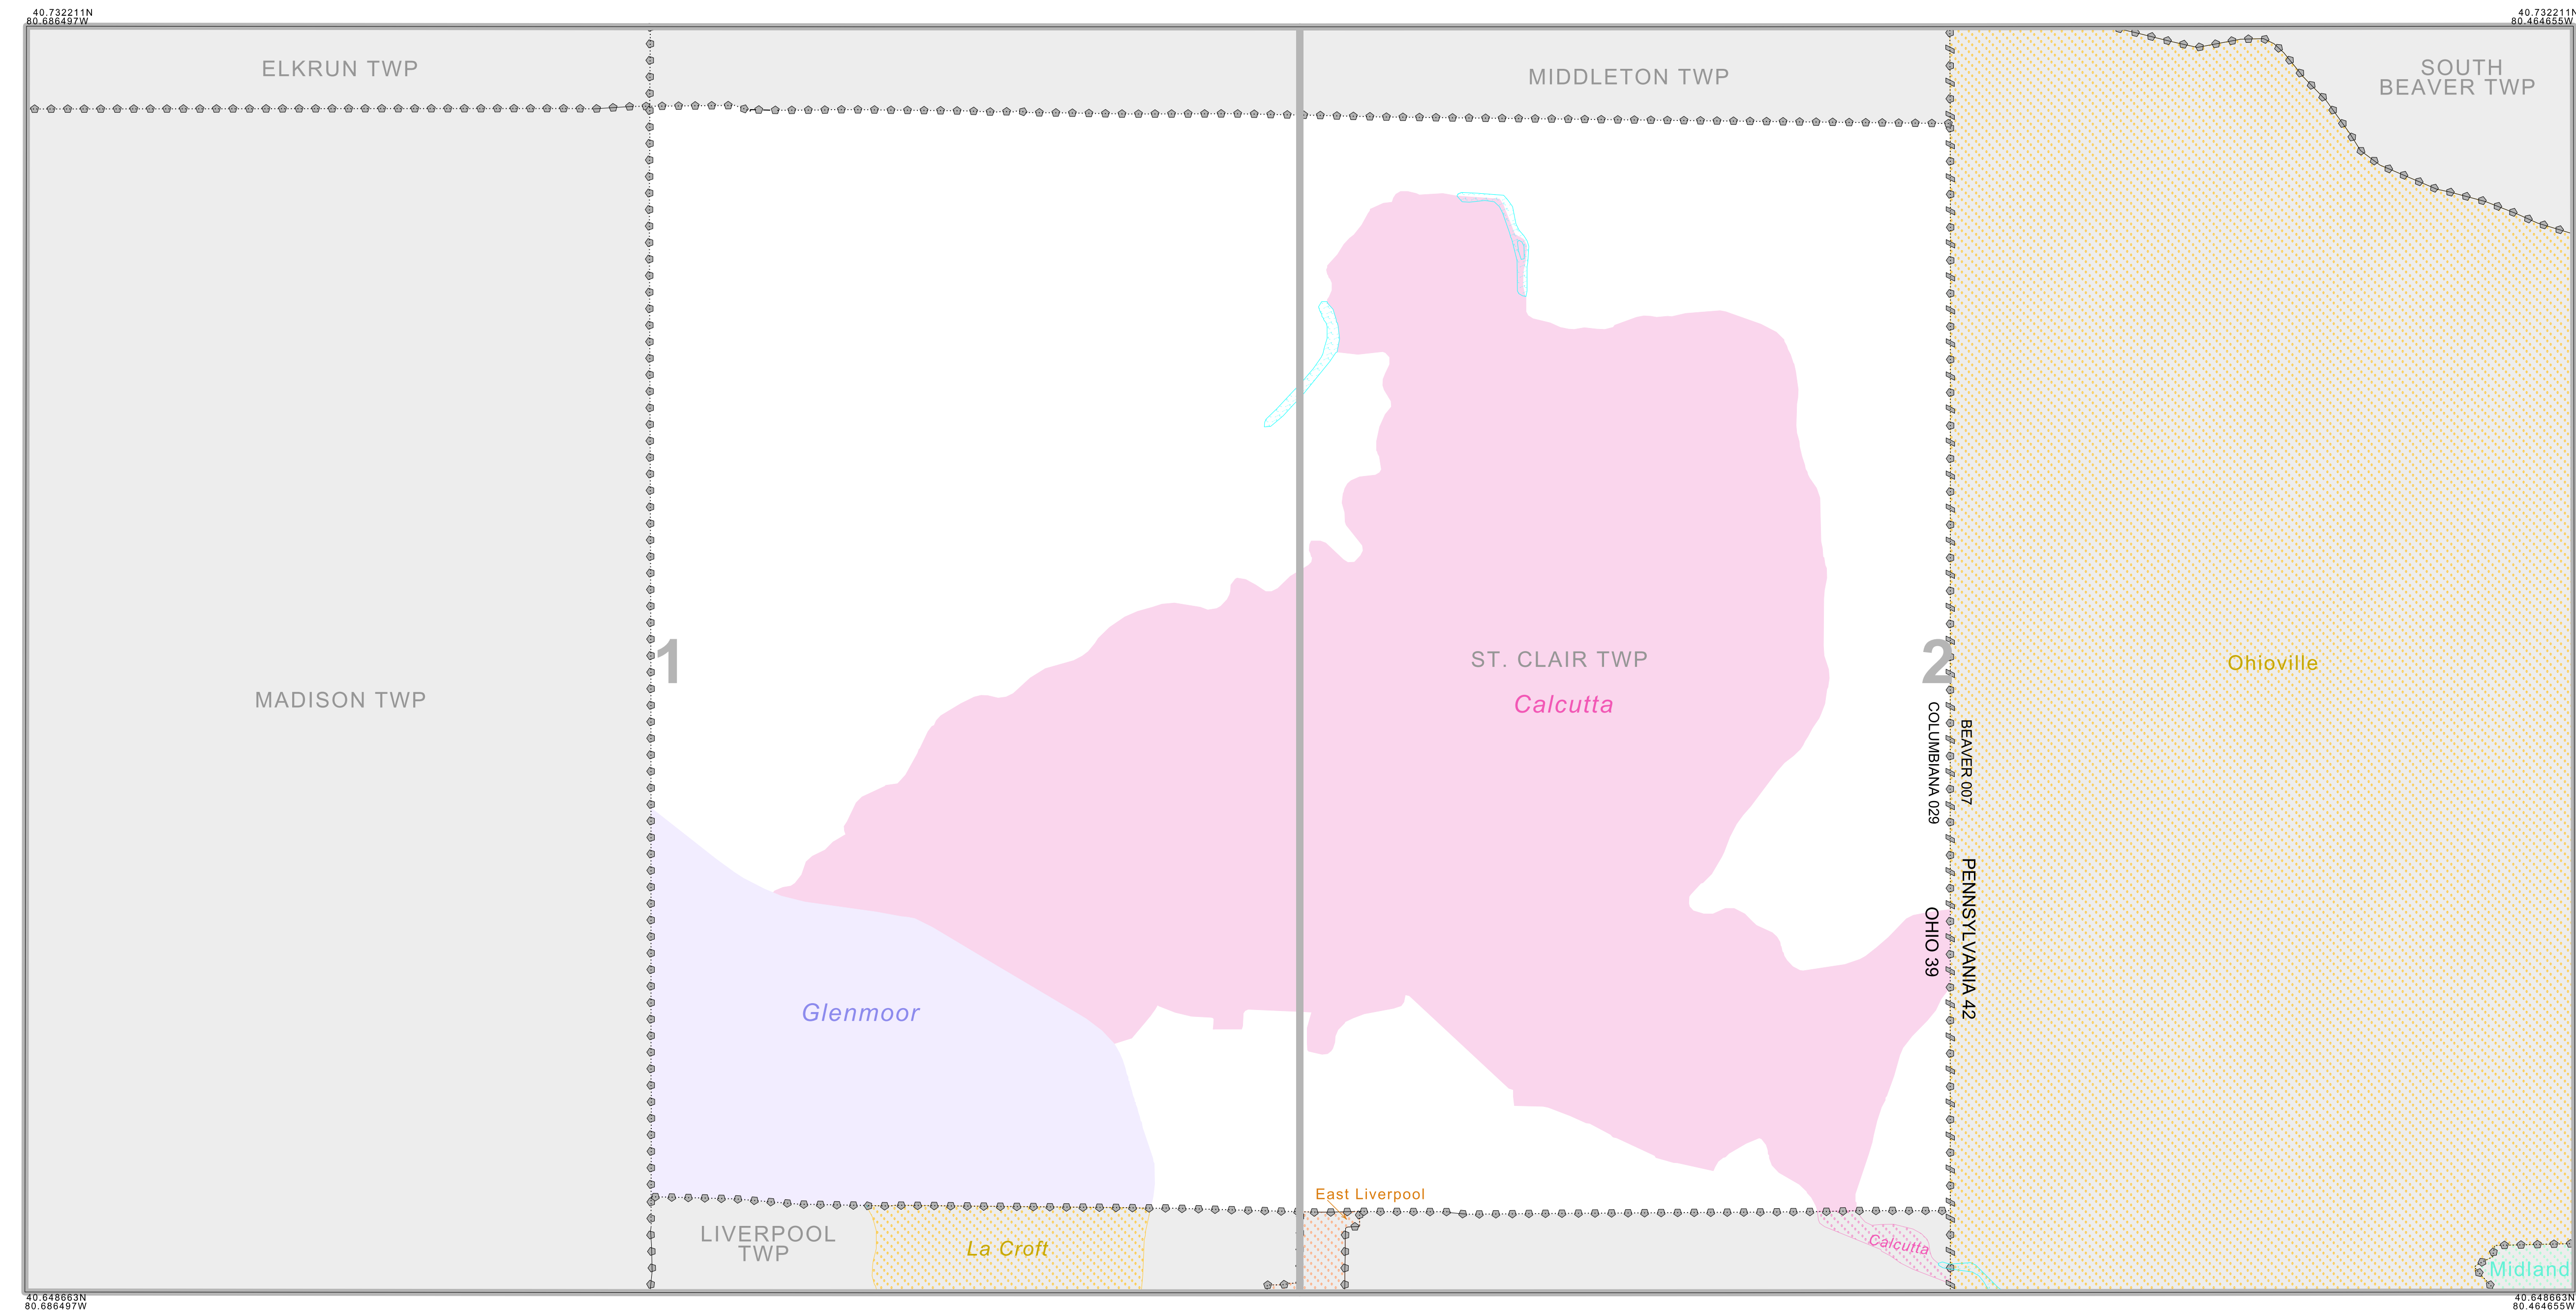 40.732211N
80.686497W
40.732211N
80.464655W
ELKRUN TWP
MIDDLETON TWP
SOUTH
BEAVER TWP
MADISON TWP
1
ST. CLAIR TWP
Calcutta
2
Ohioville
COLUMBIANA 029
BEAVER 007
OHIO 39
PENNSYLVANIA 42
Glenmoor
East Liverpool
LIVERPOOL
TWP
La Croft
Calcutta
Midland
40.648663N
80.686497W
40.648663N
80.464655W